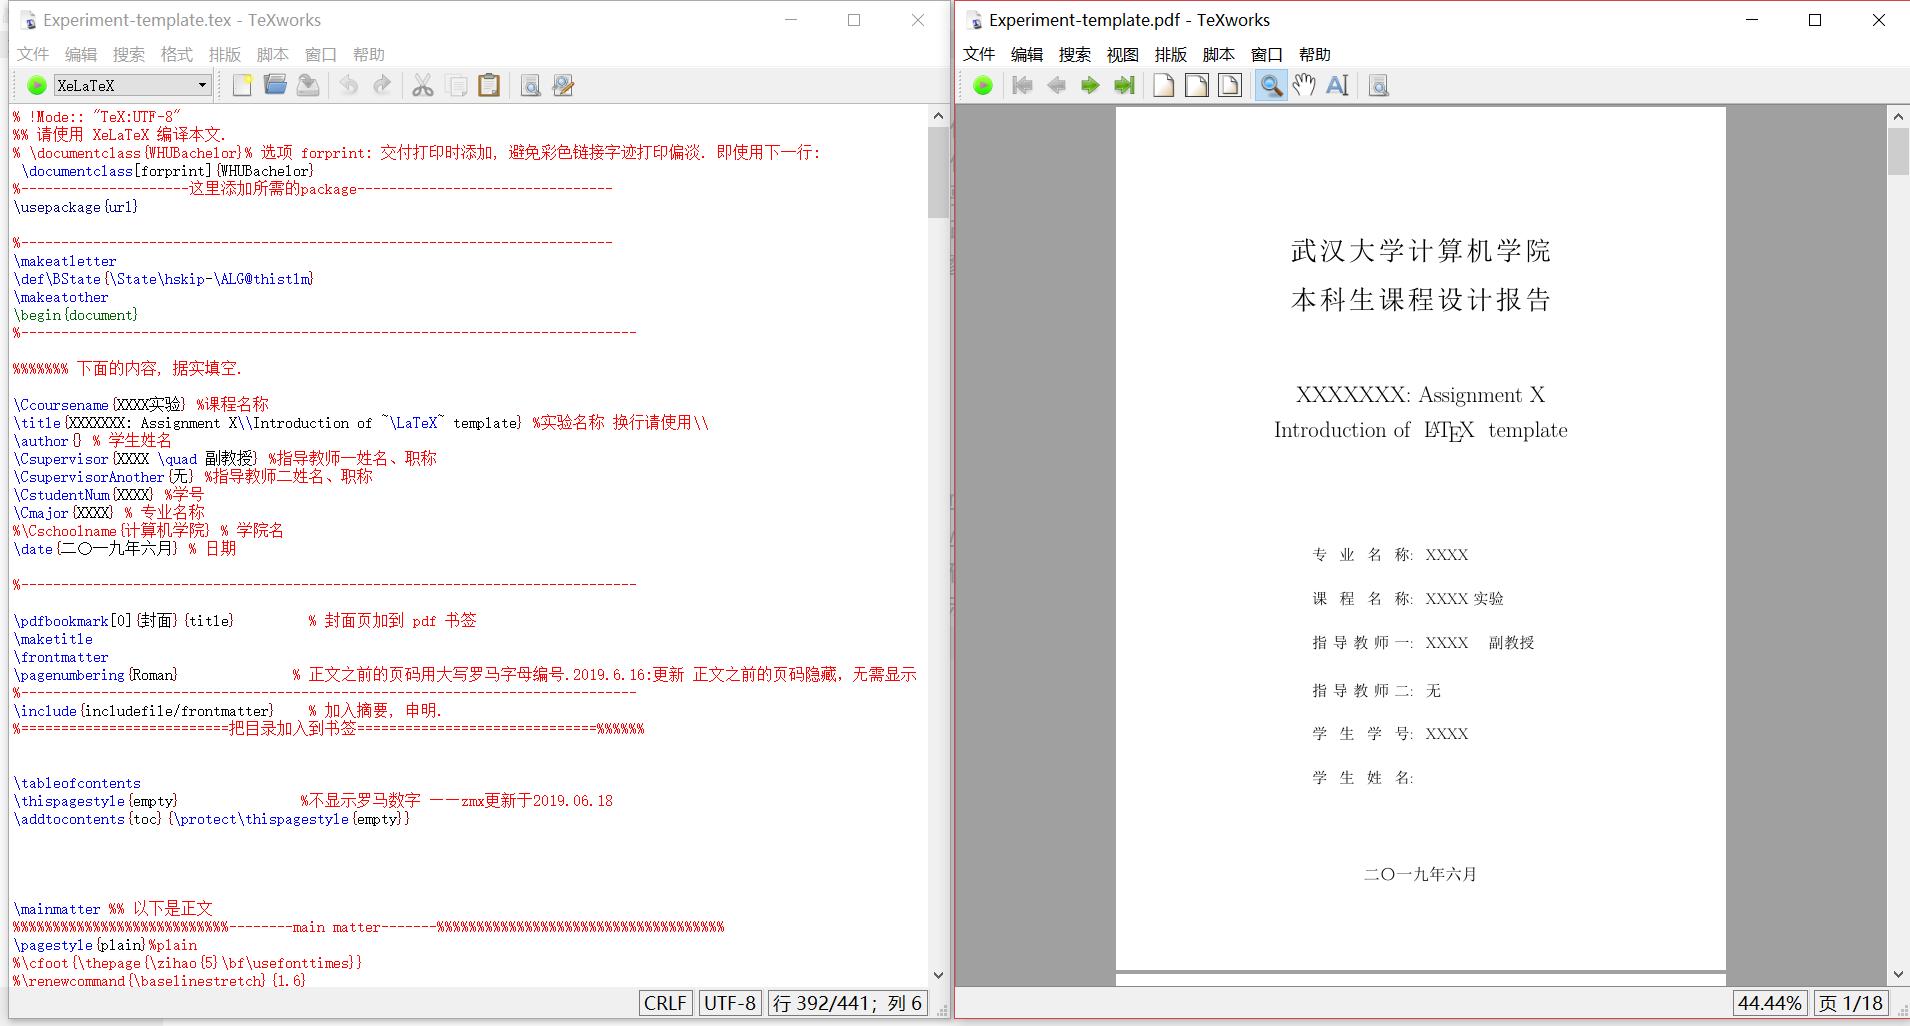 Experiment-template.tex - TeXworks
文件 编辑 搜索 格式 排版 脚本 窗口 帮助
XeLaTeX
% !Mode:: "TeX:UTF-8"
%% 请使用 XeLaTeX 编译本文.
% \documentclass{WHUBachelor}% 选项 forprint: 交付打印时添加, 避免彩色链接字迹打印偏淡. 即使用下一行:
\documentclass[forprint]{WHUBachelor}
%---------------------这里添加所需的package--------------------------------
\usepackage{url}
%--------------------------------------------------------------------------
\makeatletter
\def\BState{\State\hskip-\ALG@thistlm}
\makeatother
\begin{document}
%-----------------------------------------------------------------------------
%%%%%%% 下面的内容, 据实填空.
\Ccoursename{XXXX实验} %课程名称
\title{XXXXXXX: Assignment X\\Introduction of ~\LaTeX~ template} %实验名称 换行请使用\\
\author{} % 学生姓名
\Csupervisor{XXXX \quad 副教授} %指导教师一姓名、职称
\CsupervisorAnother{无} %指导教师二姓名、职称
\CstudentNum{XXXX} %学号
\Cmajor{XXXX} % 专业名称
%\Cschoolname{计算机学院} % 学院名
\date{二〇一九年六月} % 日期
%-----------------------------------------------------------------------------
\pdfbookmark[0]{封面}{title} % 封面页加到 pdf 书签
\maketitle
\frontmatter
\pagenumbering{Roman} % 正文之前的页码用大写罗马字母编号.2019.6.16:更新 正文之前的页码隐藏，无需显示
%-----------------------------------------------------------------------------
\include{includefile/frontmatter} % 加入摘要, 申明.
%==========================把目录加入到书签==============================%%%%%%
\tableofcontents
\thispagestyle{empty} %不显示罗马数字 ——zmx更新于2019.06.18
\addtocontents{toc}{\protect\thispagestyle{empty}}
\mainmatter %% 以下是正文
%%%%%%%%%%%%%%%%%%%%%%%%%%%--------main matter-------%%%%%%%%%%%%%%%%%%%%%%%%%%%%%%%%%%%%
\pagestyle{plain}%plain
%\cfoot{\thepage{\zihao{5}\bf\usefonttimes}}
%\renewcommand{\baselinestretch}{1.6}
CRLF UTF-8 行 392/441；列 6
Experiment-template.pdf - TeXworks
文件 编辑 搜索 视图 排版 脚本 窗口 帮助
武汉大学计算机学院
本科生课程设计报告
XXXXXXX: Assignment X
Introduction of LATEX template
专 业 名 称: XXXX
课 程 名 称: XXXX 实验
指 导 教 师 一: XXXX 副教授
指 导 教 师 二: 无
学 生 学 号: XXXX
学 生 姓 名:
二〇一九年六月
44.44% 页 1/18